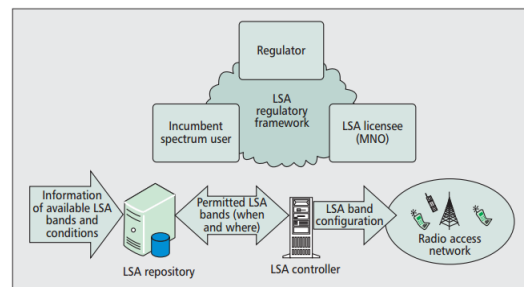 Regulator
LSA
regulatory
framework
Incumbent
spectrum user
LSA licensee
(MNO)
Information
of available LSA
bands and
conditions
Permitted LSA
bands (when
and where)
LSA band
configuration
Radio access
network
LSA repository
LSA controller